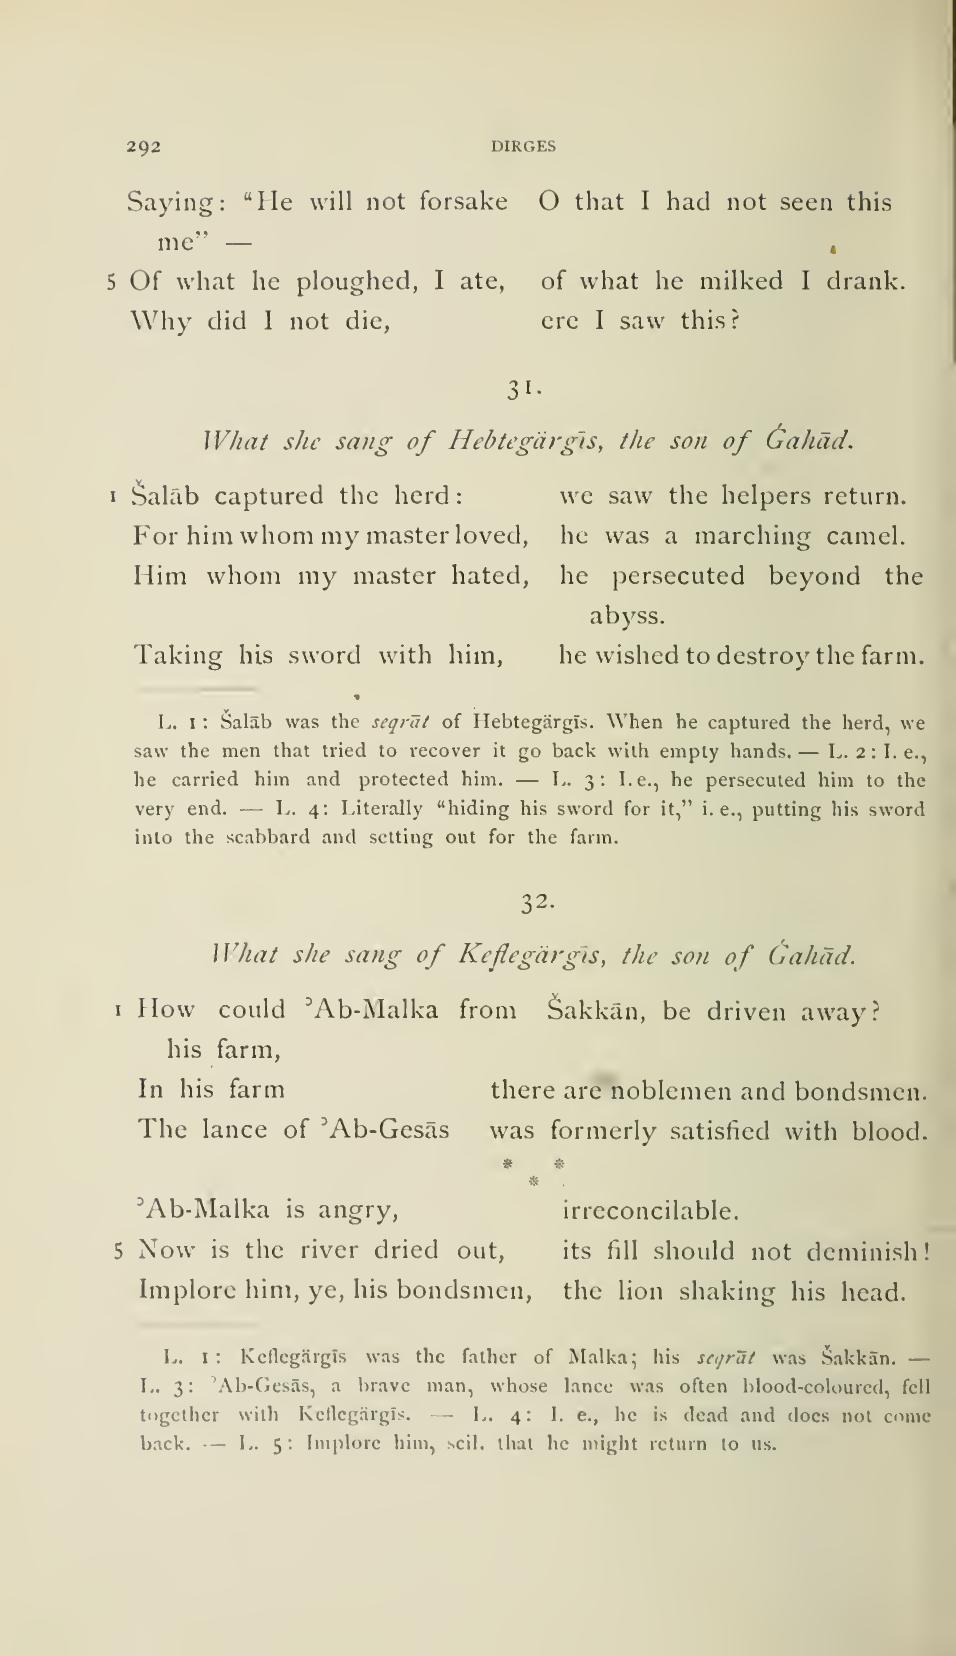 292 DIRGES
Saying: “He will not forsake O that I had not seen this
me” —
5 Of what he ploughed, I ate, of what he milked I drank.
Why did I not die, ere I saw this?
31.
What she sang of Hebtegärgīs, the son of Ǵahād.
1 Šalāb captured the herd: we saw the helpers return.
For him whom my master loved, he was a marching camel.
Him whom my master hated, he persecuted beyond the
abyss.
Taking his sword with him, he wished to destroy the farm.
L. 1: Šalāb was the seqrāt of Hebtegärgīs. When he captured the herd, we
saw the men that tried to recover it go back with empty hands. — L. 2: I. e.,
he carried him and protected him. — L. 3: I. e., he persecuted him to the
very end. — L. 4: Literally “hiding his sword for it,” i. e., putting his sword
into the scabbard and setting out for the farm.
32.
What she sang of Keflegärgīs, the son of Ǵahād.
1 How could ʾAb-Malka from Šakkān, be driven away?
his farm,
In his farm there are noblemen and bondsmen.
The lance of ʾAb-Gesās was formerly satisfied with blood.
* *
*
ʾAb-Malka is angry, irreconcilable.
5 Now is the river dried out, its fill should not deminish!
Implore him, ye, his bondsmen, the lion shaking his head.
L. 1: Keflegärgīs was the father of Malka; his seqrāt was Šakkān. —
L. 3: ʾAb-Gesās, a brave man, whose lance was often blood-coloured, fell
together with Keflegärgīs. — L. 4: I. e., he is dead and does not come
back. — L. 5: Implore him, scil. that he might return to us.